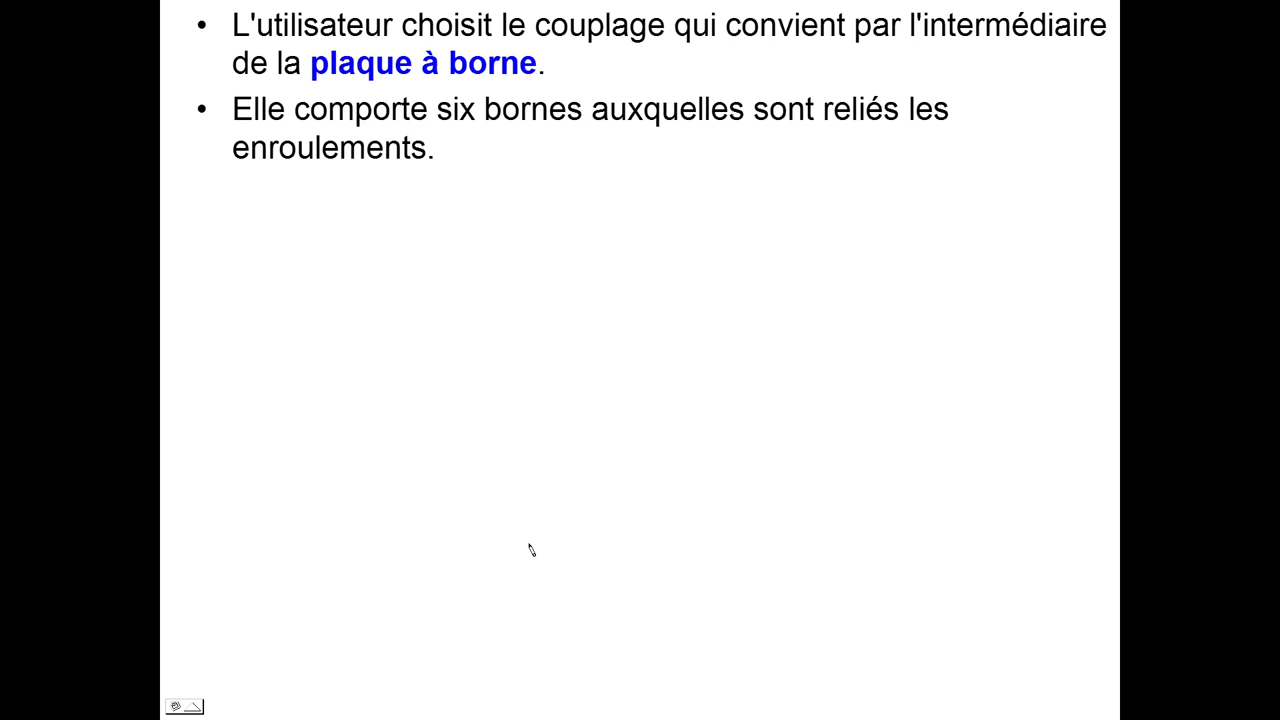 • L'utilisateur choisit le couplage qui convient par l'intermédiaire
de la plaque à borne.
• Elle comporte six bornes auxquelles sont reliés les
enroulements.